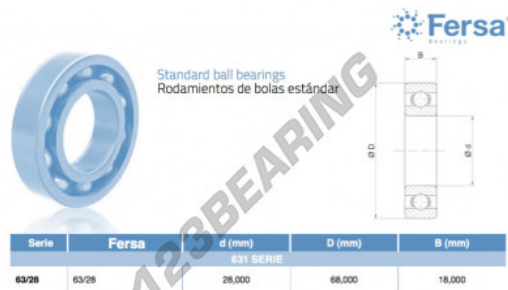 Fersa
Bearings
Standard ball bearings
Rodamientos de bolas estándar
B
Ø D
Ø d
123BEARING
Serie Fersa d (mm) D (mm) B (mm)
631 SERIE
63/28 63/28 28,000 68,000 18,000